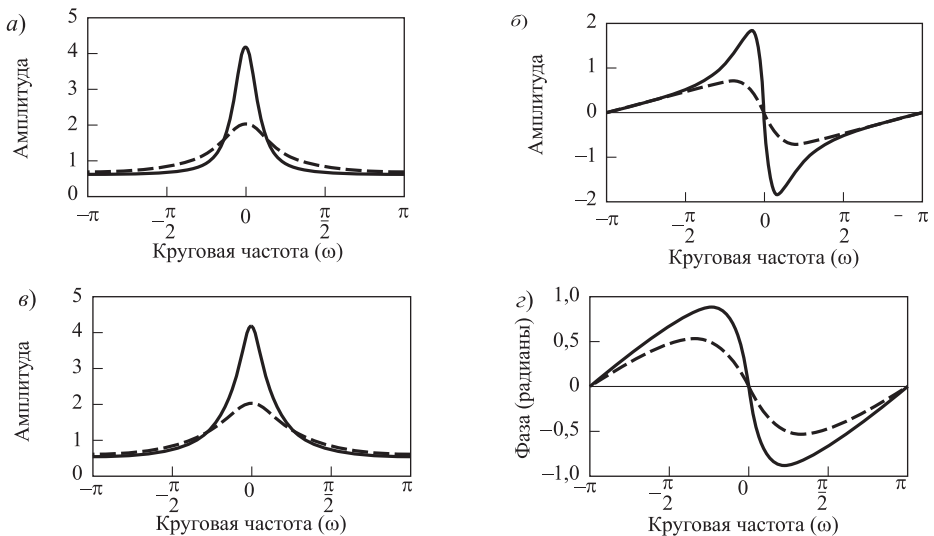 а)
Амплитуда
5
4
3
2
1
0
−π
−π/2
0
π/2
π
Круговая частота (ω)
б)
Амплитуда
2
1
0
−1
−2
−π
−π/2
0
π/2
- π
Круговая частота (ω)
в)
Амплитуда
5
4
3
2
1
0
−π
−π/2
0
π/2
π
Круговая частота (ω)
г)
Фаза (радианы)
1,0
0,5
0
−0,5
−1,0
−π
−π/2
0
π/2
π
Круговая частота (ω)